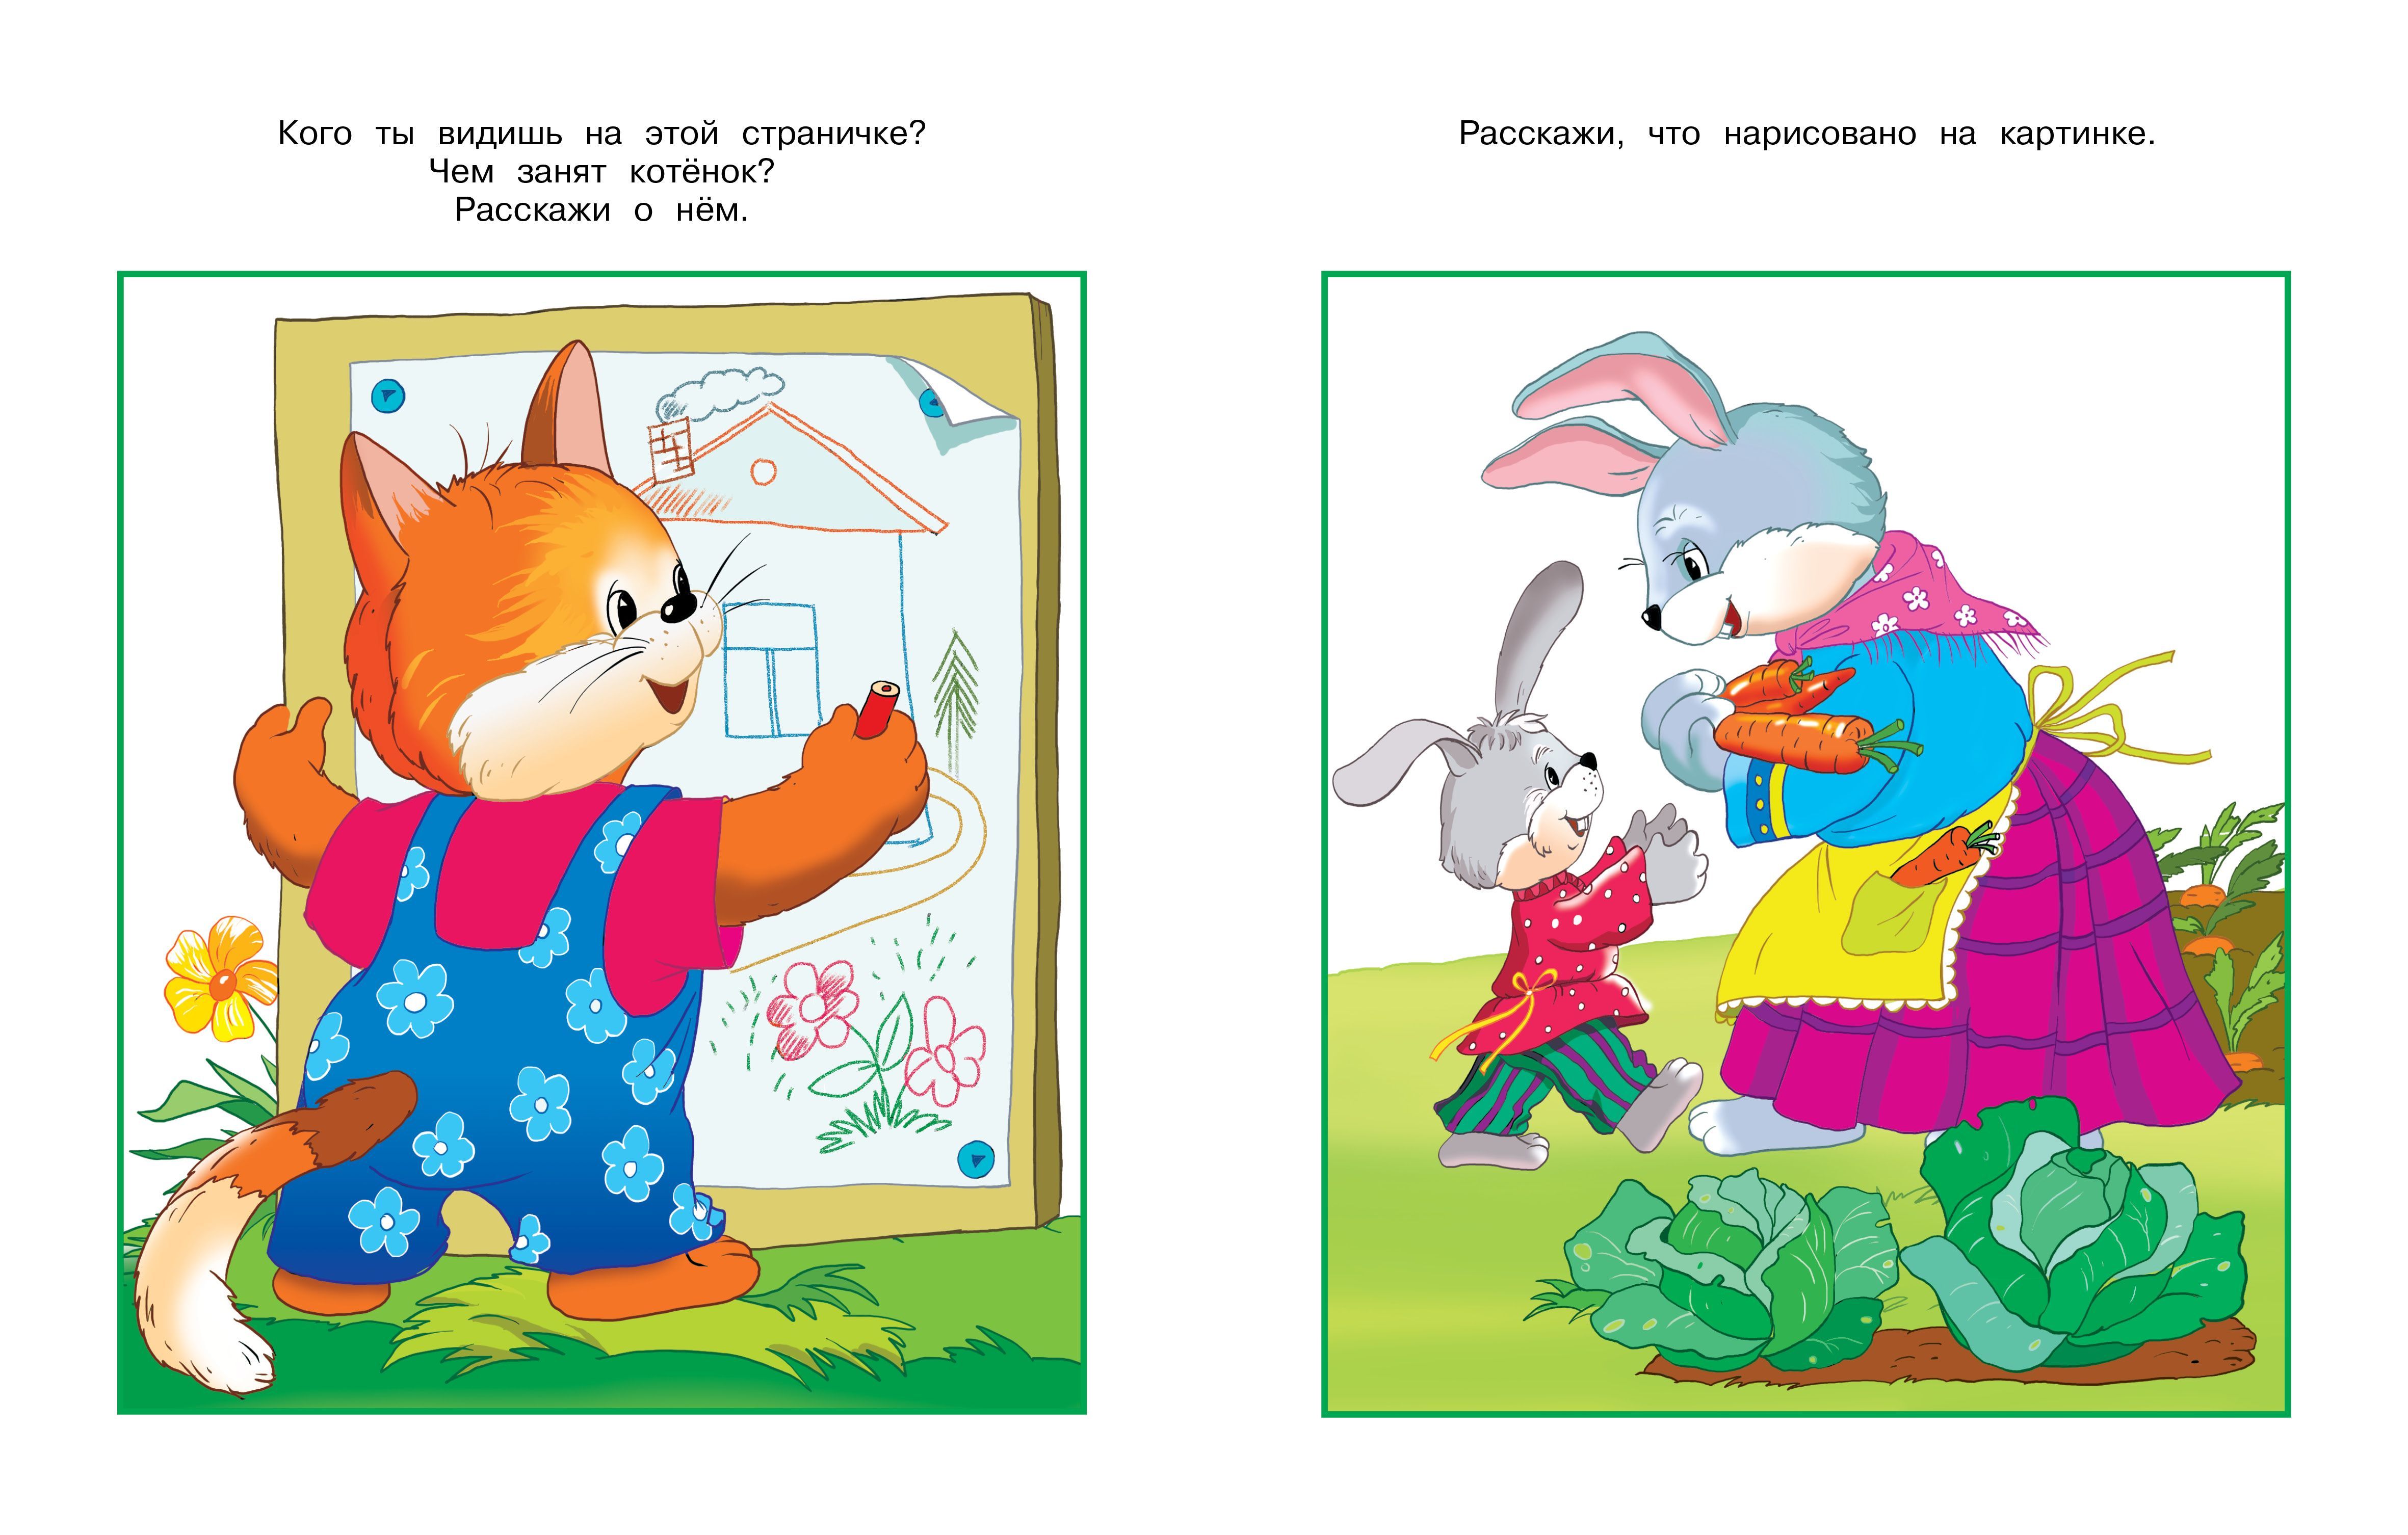 Кого ты видишь на этой страничке?
Чем занят котёнок?
Расскажи о нём.
Расскажи, что нарисовано на картинке.